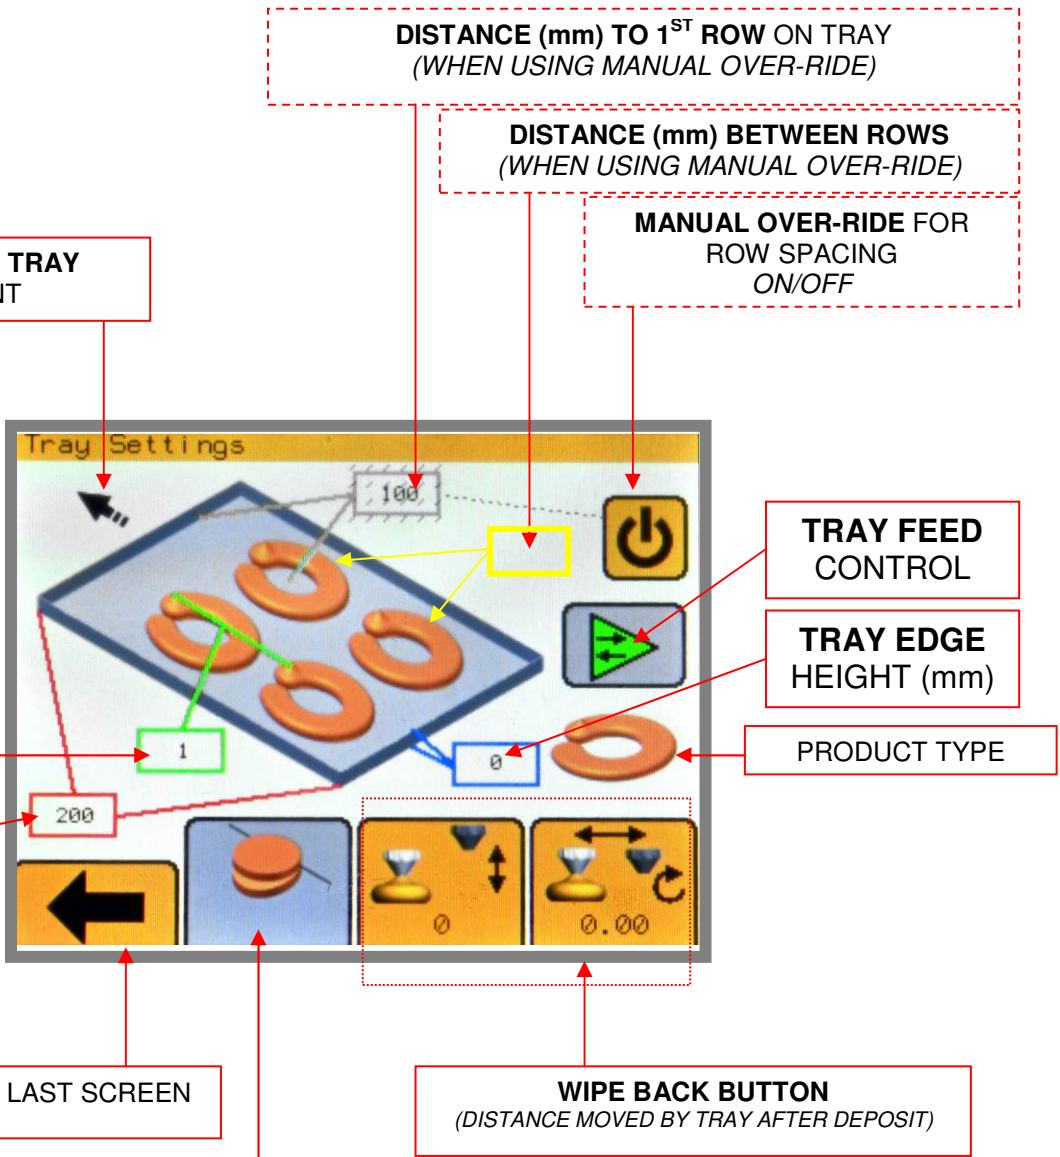 DISTANCE (mm) TO 1ST ROW ON TRAY
(WHEN USING MANUAL OVER-RIDE)
DISTANCE (mm) BETWEEN ROWS
(WHEN USING MANUAL OVER-RIDE)
MANUAL OVER-RIDE FOR
ROW SPACING
ON/OFF
TRAY
NT
Tray Settings
100
TRAY FEED
CONTROL
TRAY EDGE
HEIGHT (mm)
PRODUCT TYPE
1
0
200
0
0.00
LAST SCREEN
WIPE BACK BUTTON
(DISTANCE MOVED BY TRAY AFTER DEPOSIT)